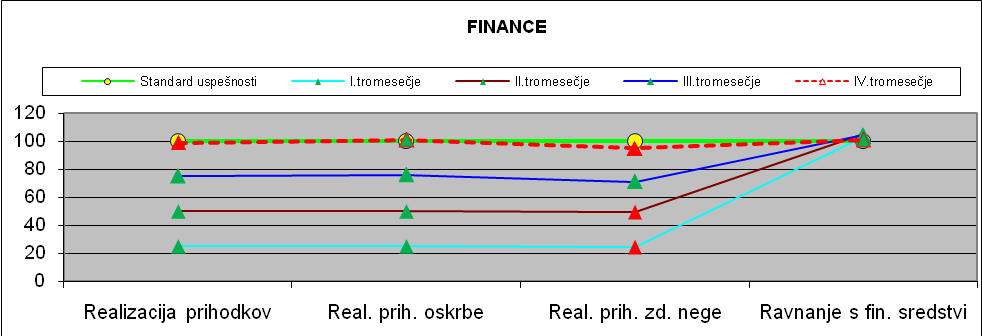 FINANCE
Standard uspešnosti I.tromesečje II.tromesečje III.tromesečje IV.tromesečje
120
100
80
60
40
20
0
Realizacija prihodkov Real. prih. oskrbe Real. prih. zd. nege Ravnanje s fin. sredstvi